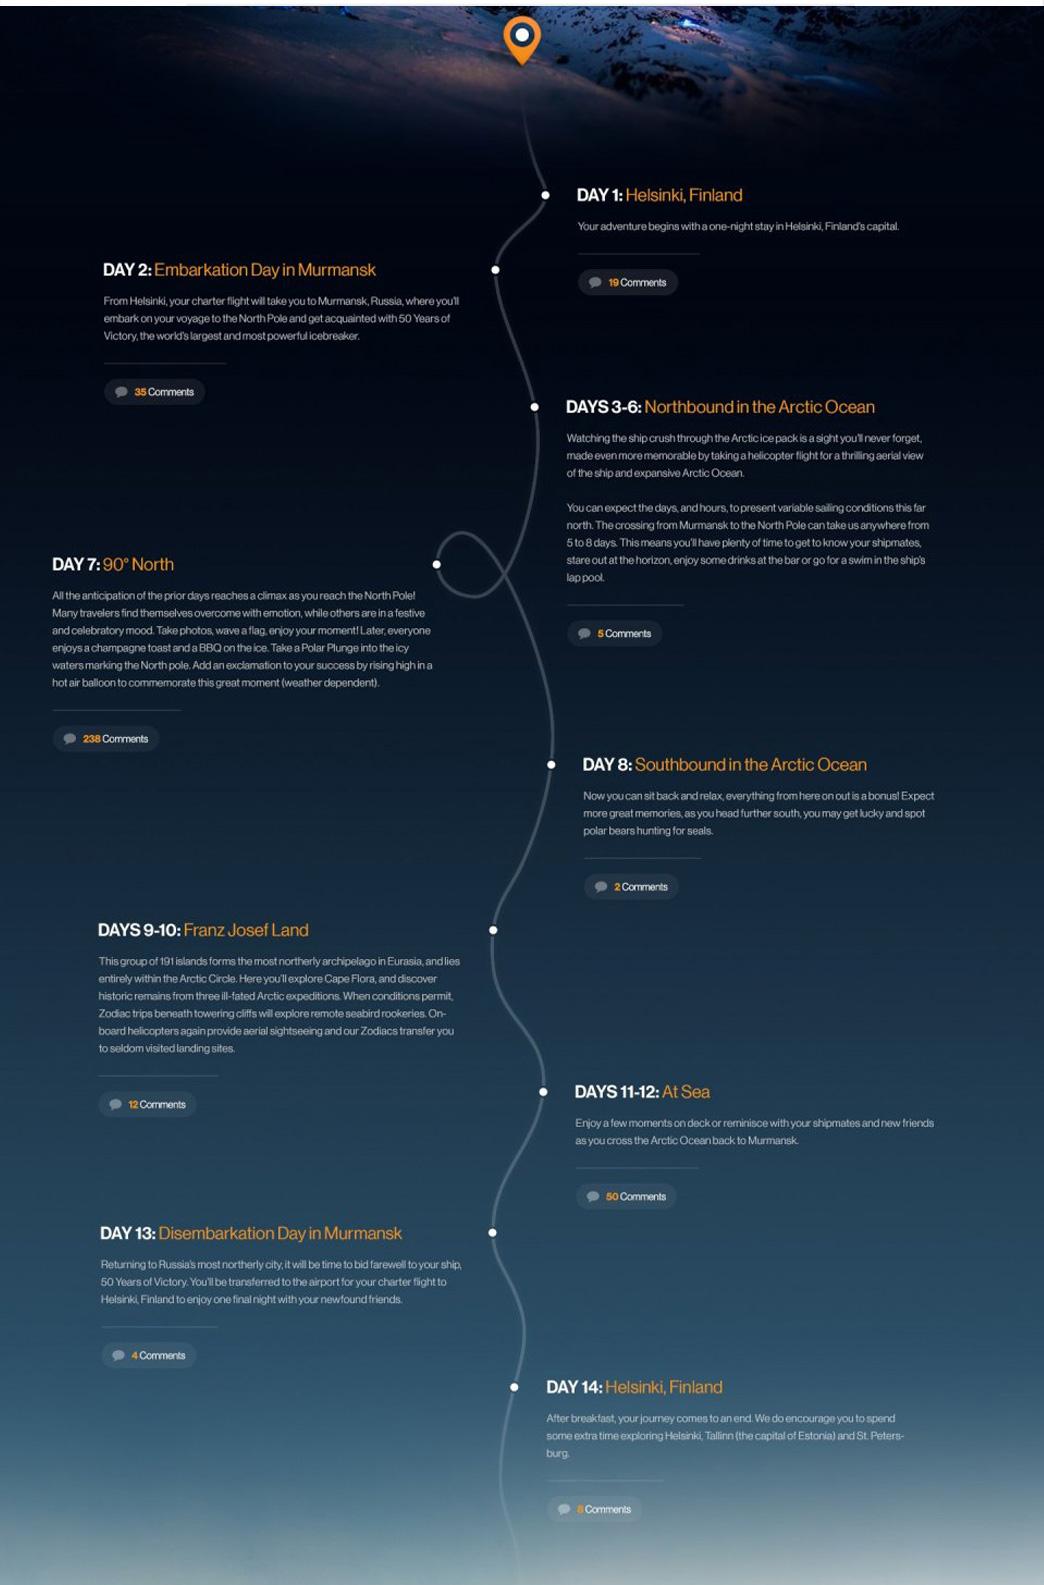 DAY 1: Helsinki, Finland
Your adventure begins with a one-night stay in Helsinki, Finland's capital.
19 Comments
DAY 2: Embarkation Day in Murmansk
From Helsinki, your charter flight will take you to Murmansk, Russia, where you'll
embark on your voyage to the North Pole and get acquainted with 50 Years of
Victory, the world's largest and most powerful icebreaker.
35 Comments
DAYS 3-6: Northbound in the Arctic Ocean
Watching the ship crush through the Arctic ice pack is a sight you'll never forget,
made even more memorable by taking a helicopter flight for a thrilling aerial view
of the ship and expansive Arctic Ocean.
You can expect the days, and hours, to present variable sailing conditions this far
north. The crossing from Murmansk to the North Pole can take us anywhere from
5 to 8 days. This means you'll have plenty of time to get to know your shipmates,
stare out at the horizon, enjoy some drinks at the bar or go for a swim in the ship's
lap pool.
5 Comments
DAY 7: 90° North
All the anticipation of the prior days reaches a climax as you reach the North Pole!
Many travelers find themselves overcome with emotion, while others are in a festive
and celebratory mood. Take photos, wave a flag, enjoy your moment! Later, everyone
enjoys a champagne toast and a BBQ on the ice. Take a Polar Plunge into the icy
waters marking the North pole. Add an exclamation to your success by rising high in a
hot air balloon to commemorate this great moment (weather dependent).
238 Comments
DAY 8: Southbound in the Arctic Ocean
Now you can sit back and relax, everything from here on out is a bonus! Expect
more great memories, as you head further south, you may get lucky and spot
polar bears hunting for seals.
2 Comments
DAYS 9-10: Franz Josef Land
This group of 191 islands forms the most northerly archipelago in Eurasia, and lies
entirely within the Arctic Circle. Here you'll explore Cape Flora, and discover
historic remains from three ill-fated Arctic expeditions. When conditions permit,
Zodiac trips beneath towering cliffs will explore remote seabird rookeries. On-
board helicopters again provide aerial sightseeing and our Zodiacs transfer you
to seldom visited landing sites.
12 Comments
DAYS 11-12: At Sea
Enjoy a few moments on deck or reminisce with your shipmates and new friends
as you cross the Arctic Ocean back to Murmansk.
50 Comments
DAY 13: Disembarkation Day in Murmansk
Returning to Russia's most northerly city, it will be time to bid farewell to your ship,
50 Years of Victory. You'll be transferred to the airport for your charter flight to
Helsinki, Finland to enjoy one final night with your newfound friends.
4 Comments
DAY 14: Helsinki, Finland
After breakfast, your journey comes to an end. We do encourage you to spend
some extra time exploring Helsinki, Tallinn (the capital of Estonia) and St. Peters-
burg.
8 Comments